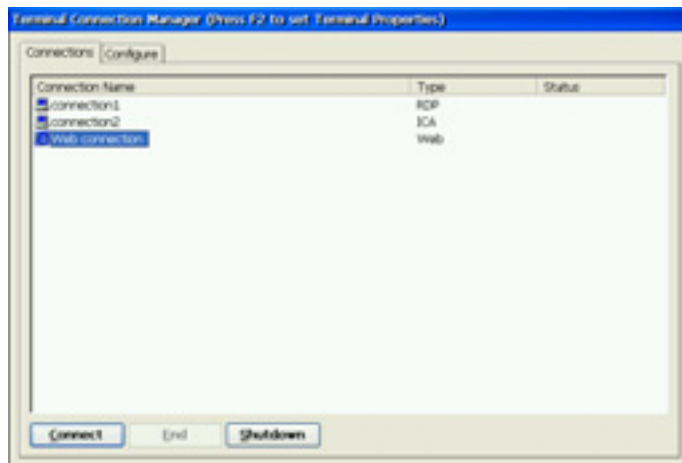 Terminal Connection Manager (Press F2 to set Terminal Properties)
Connections Configure
Connection Name Type Status
connection1 RDP
connection2 ICA
Web connection Web
Connect End Shutdown